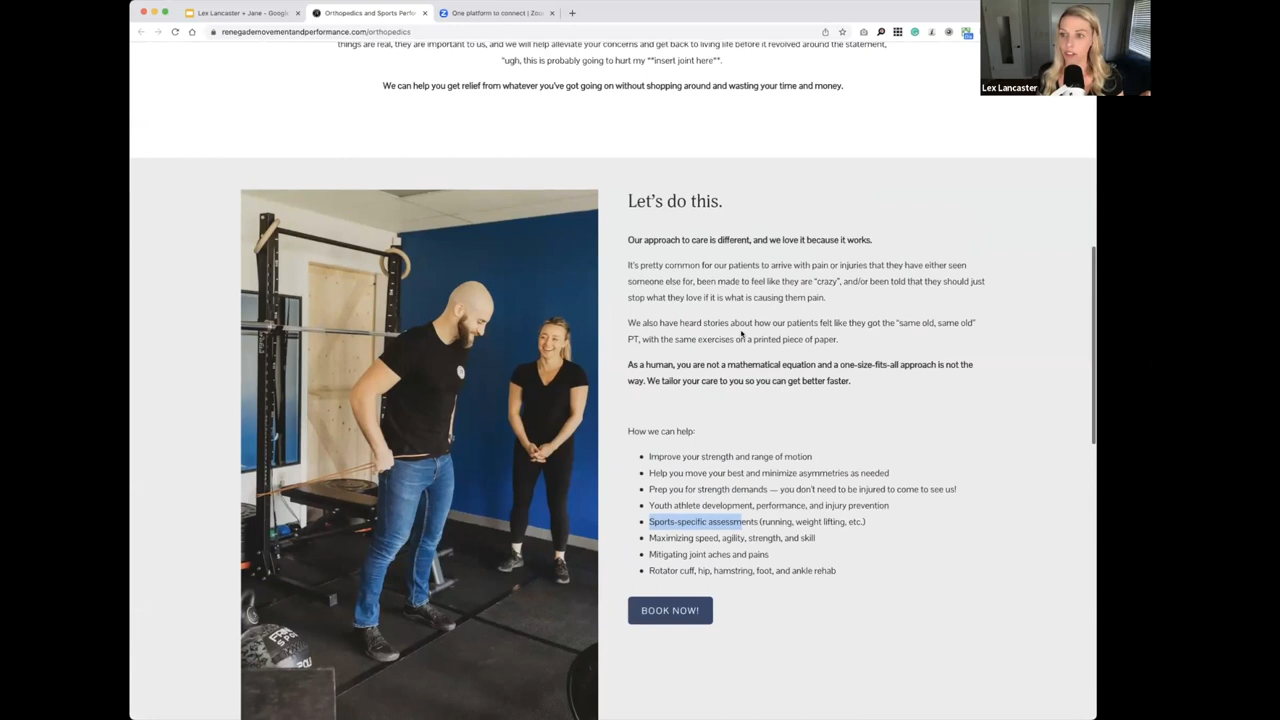 Lex Lancaster + Jane - Google
Orthopedics and Sports Perfor
One platform to connect | Zoo
renegademovementandperformance.com/orthopedics
things are real, they are important to us, and we will help alleviate your concerns and get back to living life before it revolved around the statement,
"ugh, this is probably going to hurt my **insert joint here**.
We can help you get relief from whatever you've got going on without shopping around and wasting your time and money.
Lex Lancaster
Let's do this.
Our approach to care is different, and we love it because it works.
It's pretty common for our patients to arrive with pain or injuries that they have either seen
someone else for, been made to feel like they are "crazy", and/or been told that they should just
stop what they love if it is what is causing them pain.
We also have heard stories about how our patients felt like they got the "same old, same old"
PT, with the same exercises on a printed piece of paper.
As a human, you are not a mathematical equation and a one-size-fits-all approach is not the
way. We tailor your care to you so you can get better faster.
How we can help:
Improve your strength and range of motion
Help you move your best and minimize asymmetries as needed
Prep you for strength demands — you don't need to be injured to come to see us!
Youth athlete development, performance, and injury prevention
Sports-specific assessments (running, weight lifting, etc.)
Maximizing speed, agility, strength, and skill
Mitigating joint aches and pains
Rotator cuff, hip, hamstring, foot, and ankle rehab
BOOK NOW!